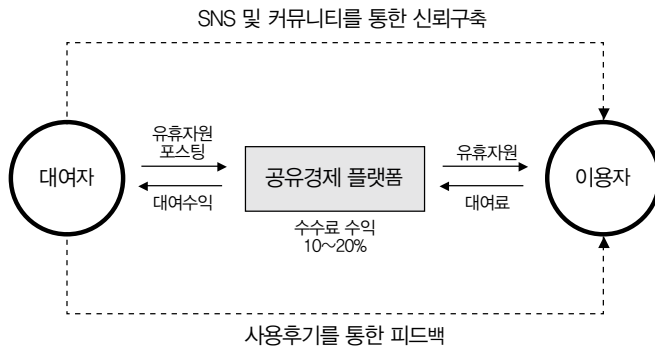 SNS 및 커뮤니티를 통한 신뢰구축
대여자
유휴자원
포스팅
대여수익
공유경제 플랫폼
수수료 수익
10~20%
유휴자원
대여료
이용자
사용후기를 통한 피드백